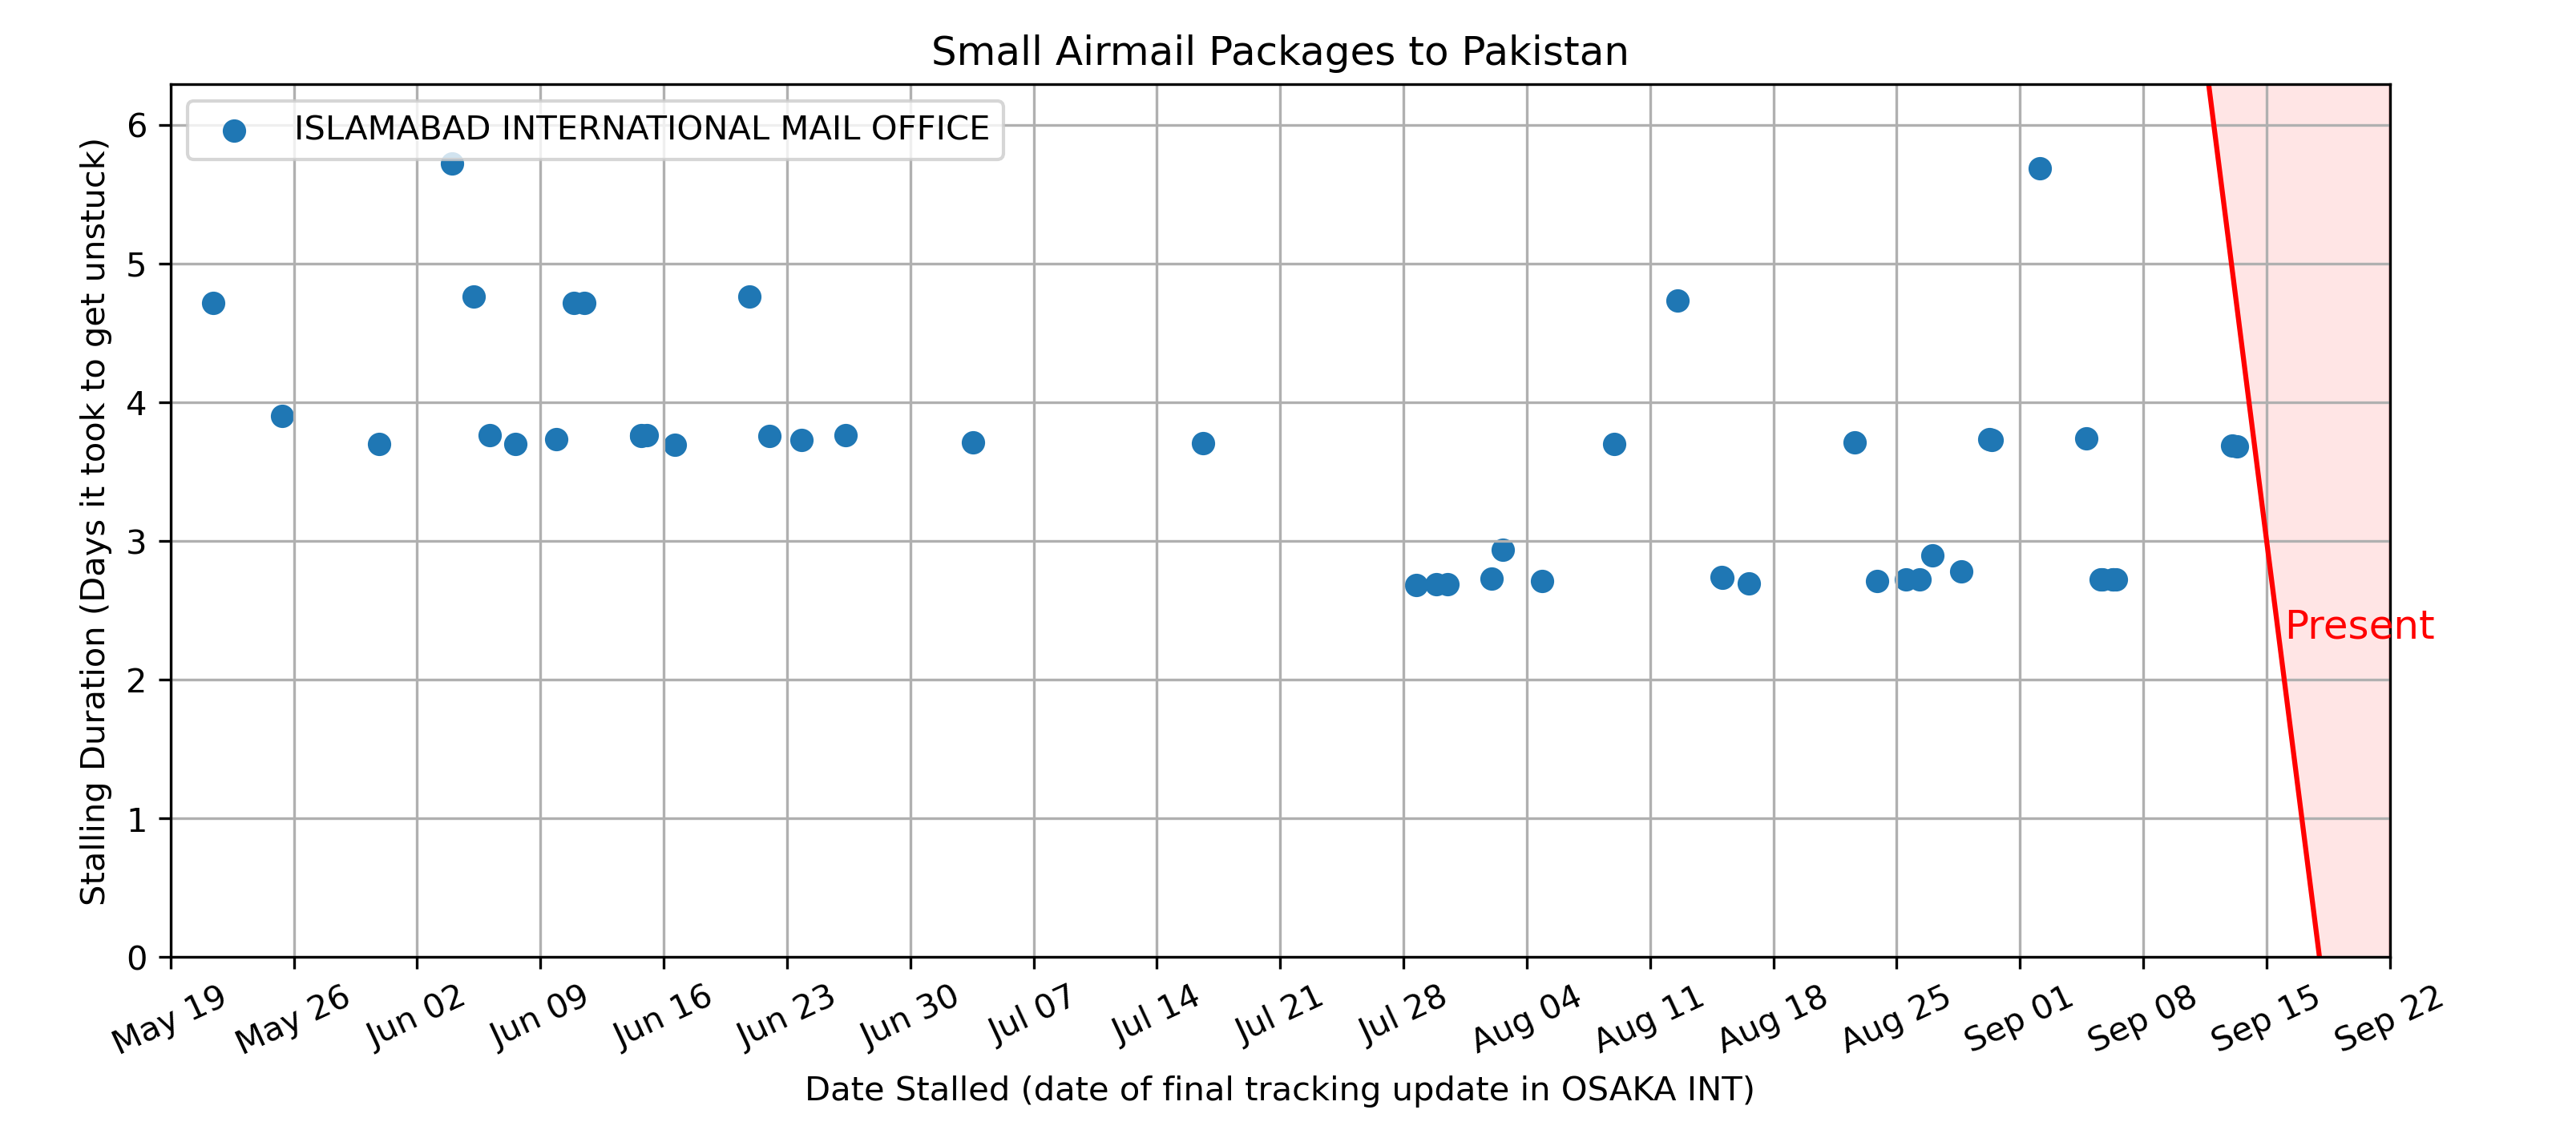 Small Airmail Packages to Pakistan
ISLAMABAD INTERNATIONAL MAIL OFFICE
Stalling Duration (Days it took to get unstuck)
6
5
4
3
2
1
0
Present
May 19
May 26
Jun 02
Jun 09
Jun 16
Jun 23
Jun 30
Jul 07
Jul 14
Jul 21
Jul 28
Aug 04
Aug 11
Aug 18
Aug 25
Sep 01
Sep 08
Sep 15
Sep 22
Date Stalled (date of final tracking update in OSAKA INT)